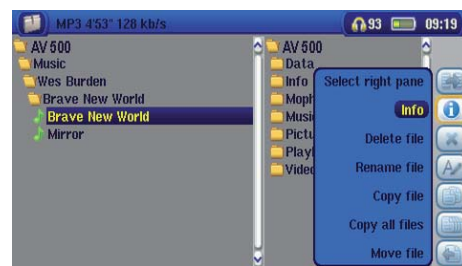 MP3 4'53" 128 kb/s 93 09:19
AV 500
Music
Wes Burden
Brave New World
Brave New World
Mirror
AV 500
Data
Info
Moph
Musi
Pictu
Playl
Video
Select right pane
Info
Delete file
Rename file
Copy file
Copy all files
Move file